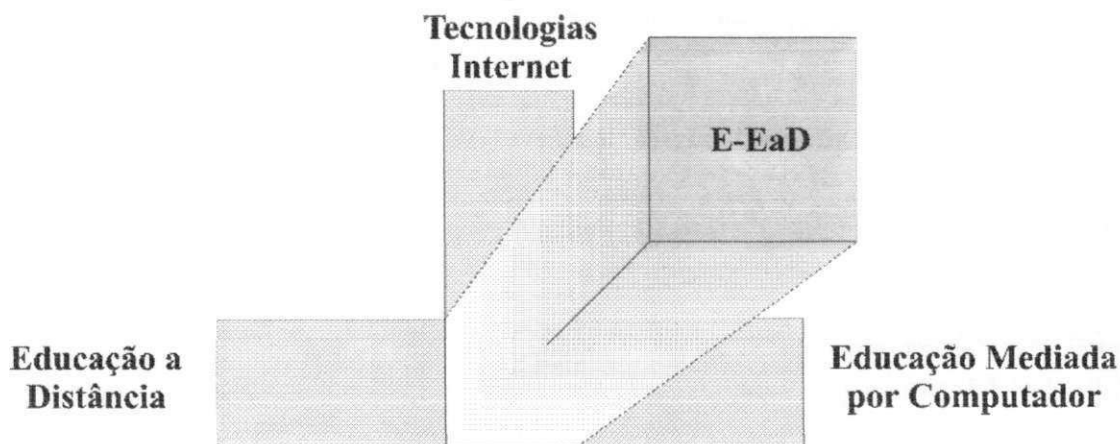 Tecnologias
Internet
E-EaD
Educação a
Distância
Educação Mediada
por Computador